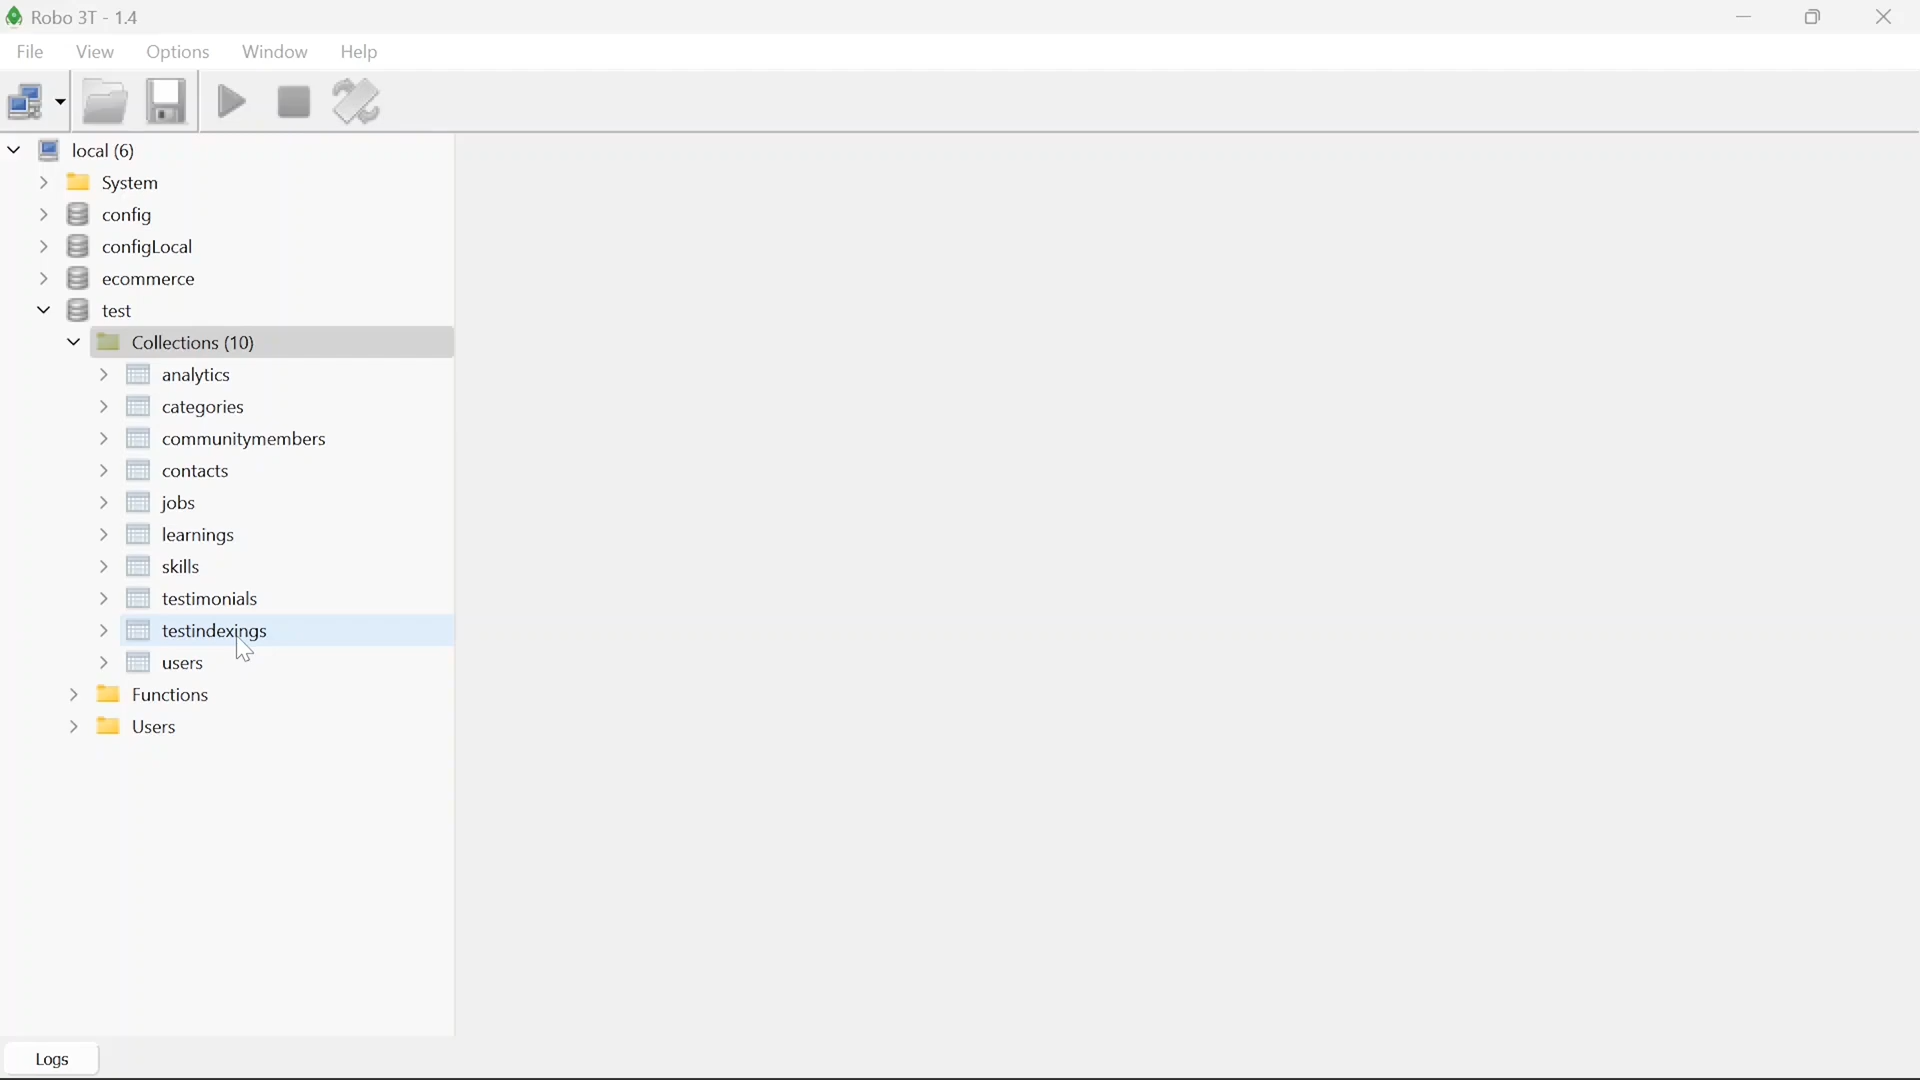 Robo 3T - 1.4
File View Options Window Help
local (6)
System
config
configLocal
ecommerce
test
Collections (10)
analytics
categories
communitymembers
contacts
jobs
learnings
skills
testimonials
testindexings
users
Functions
Users
Logs